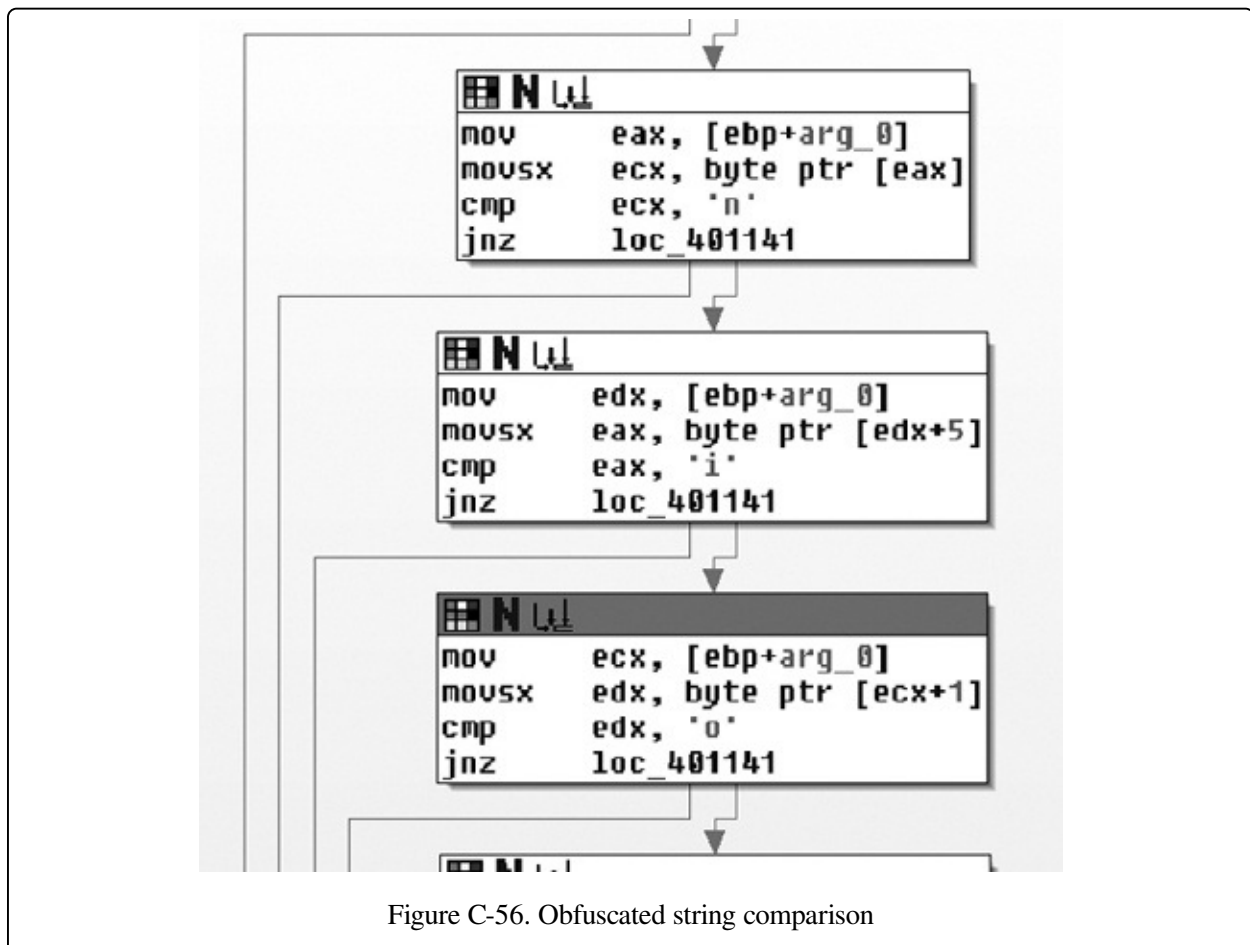 N
mov eax, [ebp+arg_0]
movsx ecx, byte ptr [eax]
cmp ecx, 'n'
jnz loc_401141
N
mov edx, [ebp+arg_0]
movsx eax, byte ptr [edx+5]
cmp eax, 'i'
jnz loc_401141
N
mov ecx, [ebp+arg_0]
movsx edx, byte ptr [ecx+1]
cmp edx, 'o'
jnz loc_401141
N
Figure C-56. Obfuscated string comparison